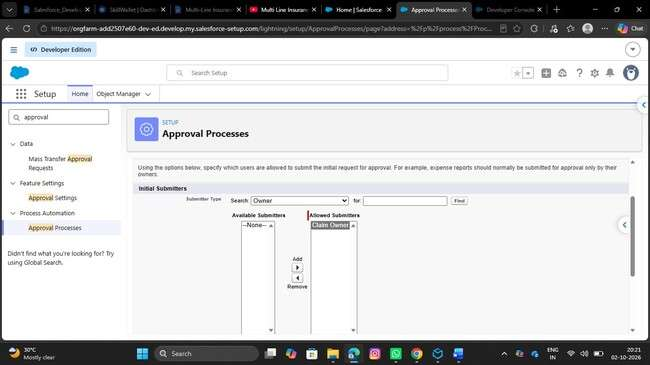 Salesforce_Develo
SkillWallet | Dashb
Multi-Line Insuran
Multi Line Insuranc
Home | Salesforce
Approval Processes
Developer Console
https://orgfarm-add2507e60-dev-ed.develop.my.salesforce-setup.com/lightning/setup/ApprovalProcesses/page?address=%2Fp%2Fprocess%2FProc...
Chat
Developer Edition
Search Setup
Setup
Home
Object Manager
approval
Data
Mass Transfer Approval
Requests
Feature Settings
Approval Settings
Process Automation
Approval Processes
Didn't find what you're looking for? Try
using Global Search.
SETUP
Approval Processes
Using the options below, specify which users are allowed to submit the initial request for approval. For example, expense reports should normally be submitted for approval only by their
owners.
Initial Submitters
Submitter Type
Search:
Owner
for:
Find
Available Submitters
Allowed Submitters
--None--
Claim Owner
Add
Remove
30°C
Mostly clear
Search
ENG
IN
20:21
02-10-2026